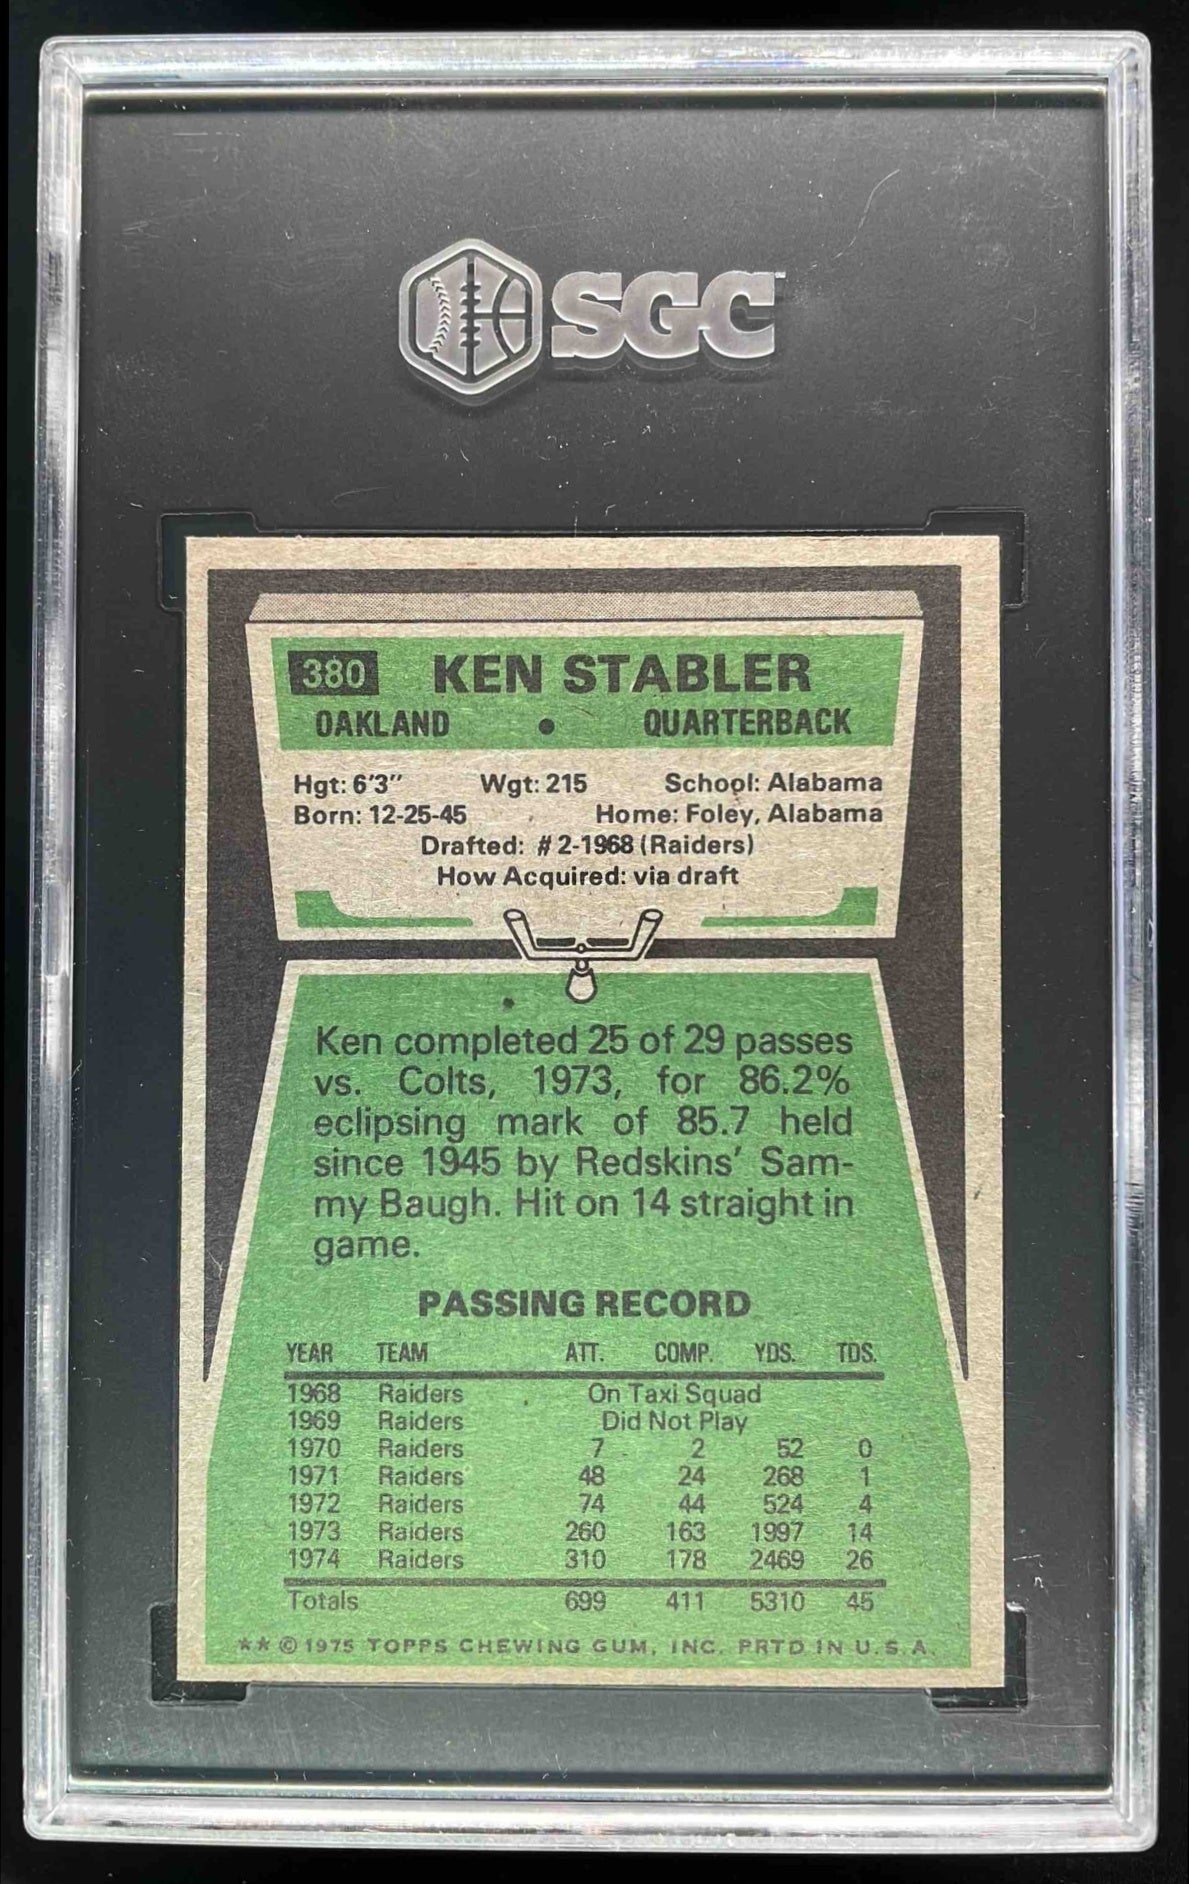 SGC
380 KEN STABLER
OAKLAND • QUARTERBACK
Hgt: 6'3" Wgt: 215 School: Alabama
Born: 12-25-45 Home: Foley, Alabama
Drafted: #2-1968 (Raiders)
How Acquired: via draft
Ken completed 25 of 29 passes
vs. Colts, 1973, for 86.2%
eclipsing mark of 85.7 held
since 1945 by Redskins' Sam-
my Baugh. Hit on 14 straight in
game.
PASSING RECORD
YEAR TEAM ATT. COMP. YDS. TDS.
1968 Raiders On Taxi Squad
1969 Raiders Did Not Play
1970 Raiders 7 2 52 0
1971 Raiders 48 24 268 1
1972 Raiders 74 44 524 4
1973 Raiders 260 163 1997 14
1974 Raiders 310 178 2469 26
Totals 699 411 5310 45
** © 1975 TOPPS CHEWING GUM, INC. PRTD IN U.S.A.